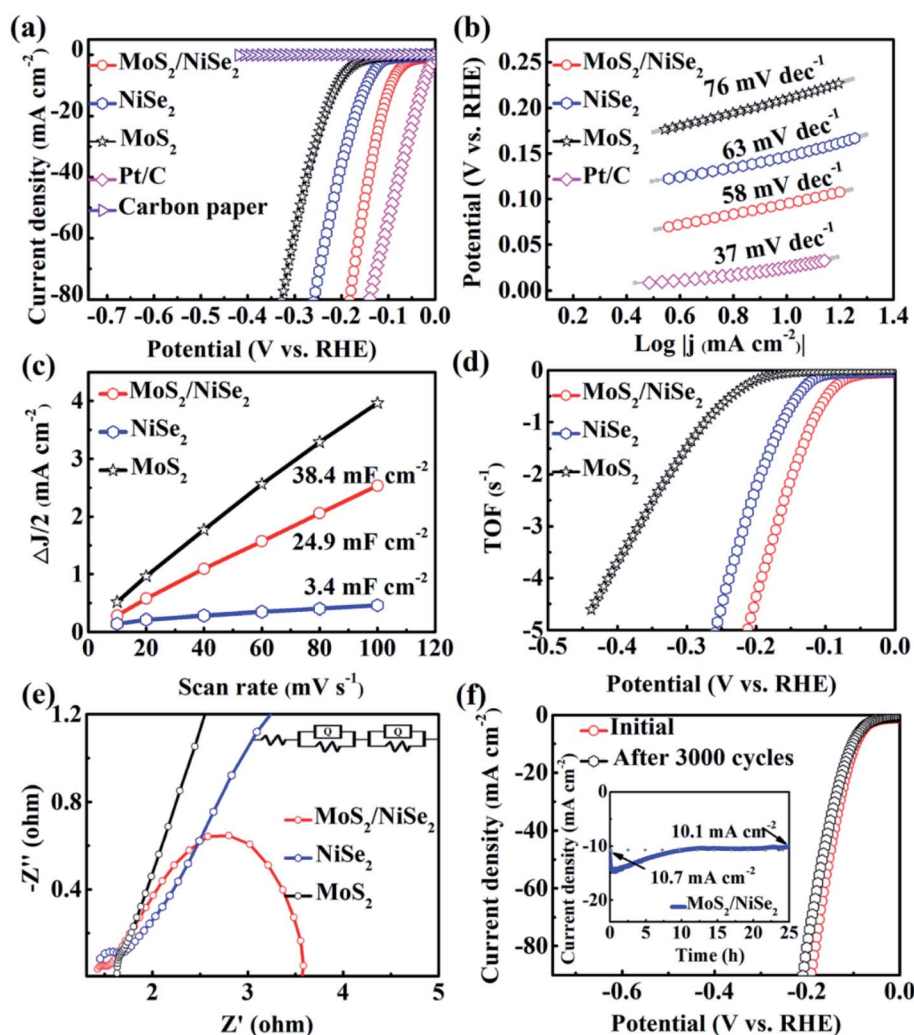 (a)
0
-20
-40
-60
-80
Current density (mA cm⁻²)
MoS₂/NiSe₂
NiSe₂
MoS₂
Pt/C
Carbon paper
-0.7 -0.6 -0.5 -0.4 -0.3 -0.2 -0.1 0.0
Potential (V vs. RHE)
(b)
0.25
0.20
0.15
0.10
0.05
0.00
Potential (V vs. RHE)
MoS₂/NiSe₂
NiSe₂
MoS₂
Pt/C
76 mV dec⁻¹
63 mV dec⁻¹
58 mV dec⁻¹
37 mV dec⁻¹
0.2 0.4 0.6 0.8 1.0 1.2 1.4
Log |j (mA cm⁻²)|
(c)
5
4
3
2
1
0
ΔJ/2 (mA cm⁻²)
MoS₂/NiSe₂
NiSe₂
MoS₂
38.4 mF cm⁻²
24.9 mF cm⁻²
3.4 mF cm⁻²
0 20 40 60 80 100 120
Scan rate (mV s⁻¹)
(d)
0
-1
-2
-3
-4
-5
TOF (s⁻¹)
MoS₂/NiSe₂
NiSe₂
MoS₂
-0.5 -0.4 -0.3 -0.2 -0.1 0.0
Potential (V vs. RHE)
(e)
1.2
0.8
0.4
-Z'' (ohm)
Q Q
MoS₂/NiSe₂
NiSe₂
MoS₂
2 3 4 5
Z' (ohm)
(f)
0
-20
-40
-60
-80
Current density (mA cm⁻²)
Initial
After 3000 cycles
0
-10
-20
Current density (mA cm⁻²)
10.1 mA cm⁻²
10.7 mA cm⁻²
MoS₂/NiSe₂
0 5 10 15 20 25
Time (h)
-0.6 -0.4 -0.2 0.0
Potential (V vs. RHE)